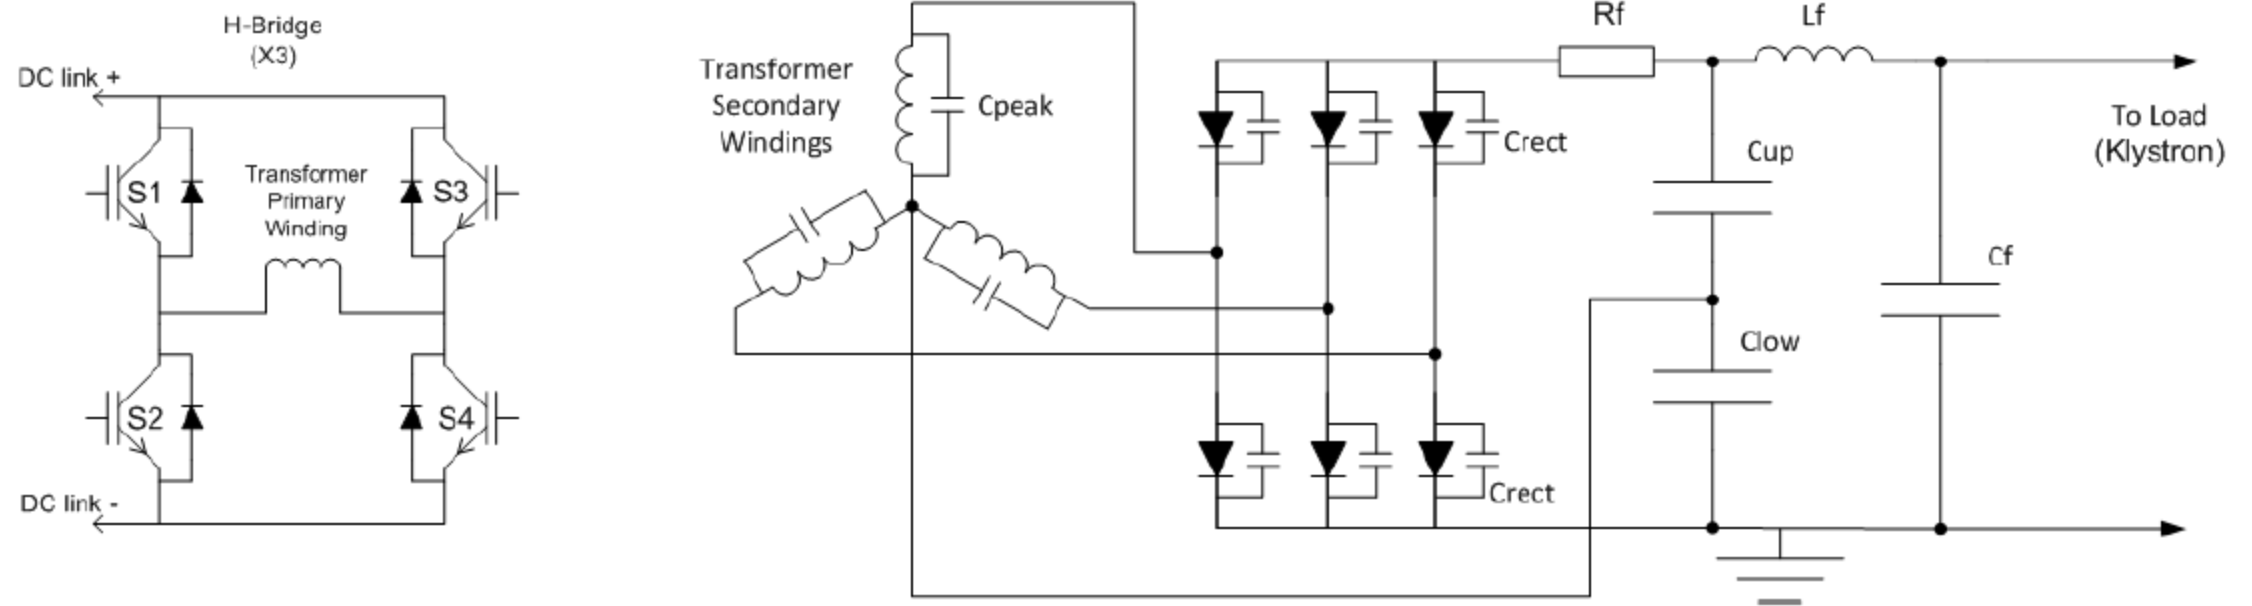 H-Bridge
(X3)
DC link +
S1
Transformer
Primary
Winding
S3
S2
S4
DC link -
Transformer
Secondary
Windings
Cpeak
Crect
Crect
Rf
Lf
Cup
Clow
Cf
To Load
(Klystron)